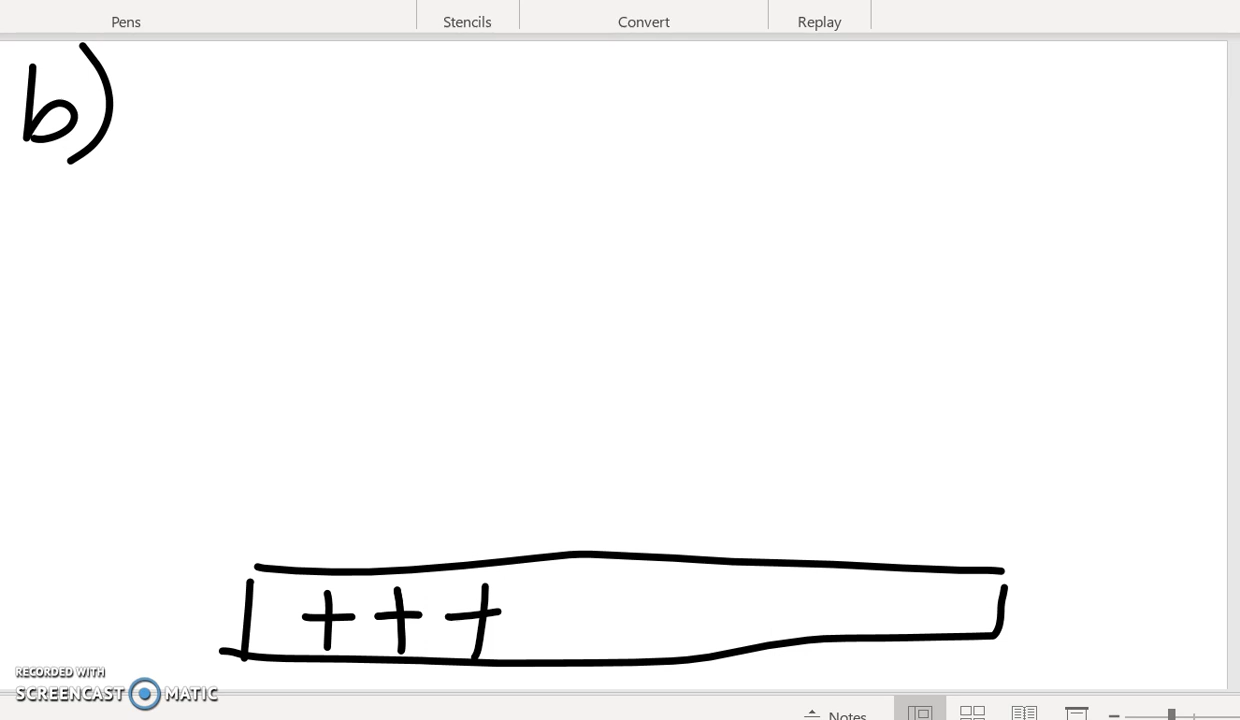 Pens Stencils Convert Replay
b)
+ + +
RECORDED WITH
SCREENCAST MATIC
Notes